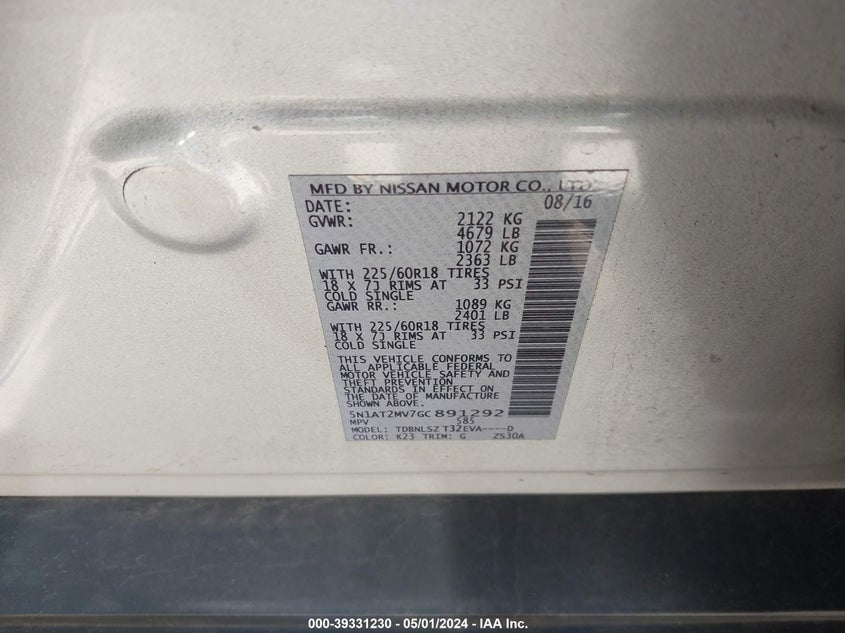 MFD BY NISSAN MOTOR CO., LTD.
DATE: 08/16
GVWR: 2122 KG
4679 LB
GAWR FR.: 1072 KG
2363 LB
WITH 225/60R18 TIRES
18 X 7J RIMS AT 33 PSI
COLD SINGLE
GAWR RR.: 1089 KG
2401 LB
WITH 225/60R18 TIRES
18 X 7J RIMS AT 33 PSI
COLD SINGLE
THIS VEHICLE CONFORMS TO
ALL APPLICABLE FEDERAL
MOTOR VEHICLE SAFETY AND
THEFT PREVENTION
STANDARDS IN EFFECT ON
THE DATE OF MANUFACTURE
SHOWN ABOVE.
5N1AT2MV7GC891292
MPV 585
MODEL: TDBNLSZ T32EVA----D
COLOR: K23 TRIM: G ZS30A
000-39331230 - 05/01/2024 - IAA Inc.